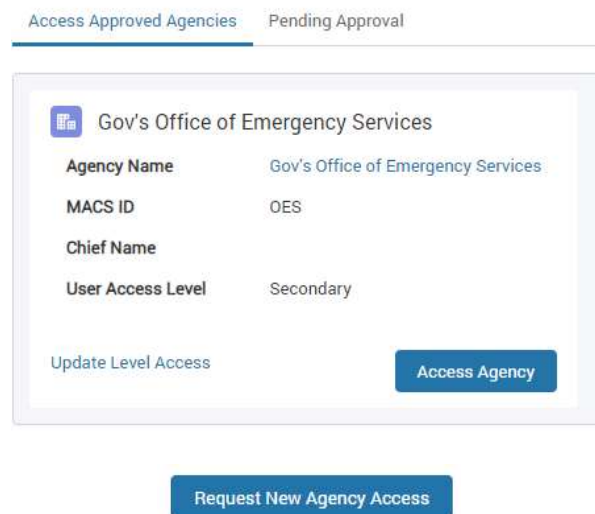 Access Approved Agencies Pending Approval
Gov's Office of Emergency Services
Agency Name Gov's Office of Emergency Services
MACS ID OES
Chief Name
User Access Level Secondary
Update Level Access Access Agency
Request New Agency Access